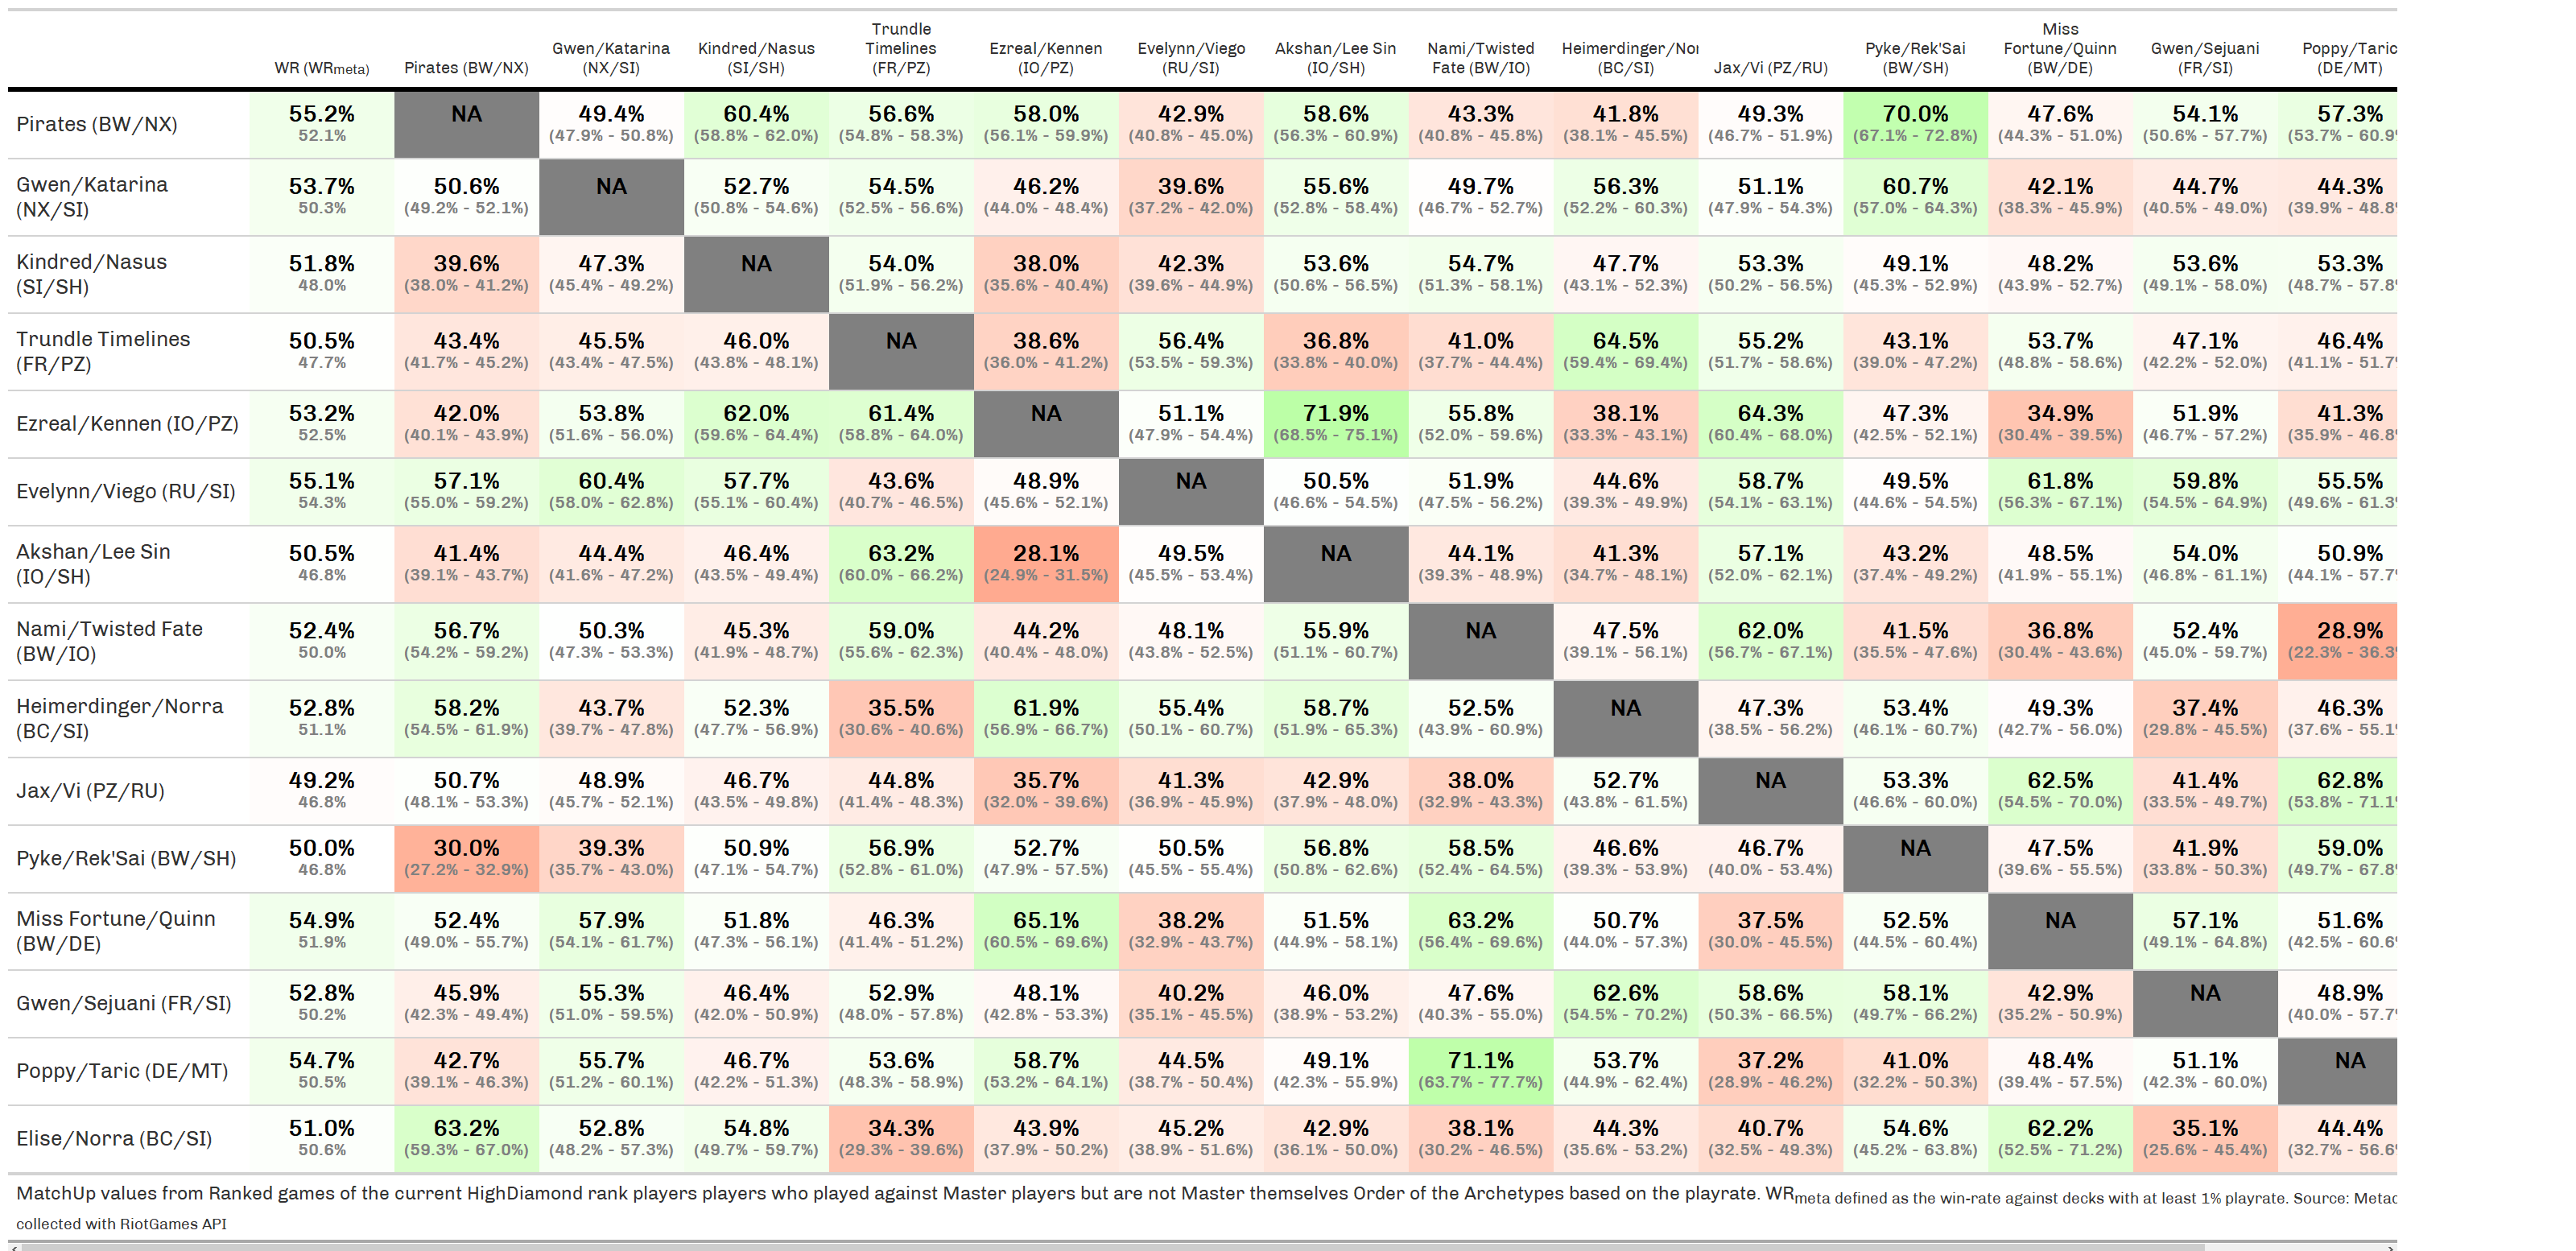 WR (WRmeta) Pirates (BW/NX) Gwen/Katarina (NX/SI) Kindred/Nasus (SI/SH) Trundle Timelines (FR/PZ) Ezreal/Kennen (IO/PZ) Evelynn/Viego (RU/SI) Akshan/Lee Sin (IO/SH) Nami/Twisted Fate (BW/IO) Heimerdinger/Nor (BC/SI) Jax/Vi (PZ/RU) Pyke/Rek'Sai (BW/SH) Miss Fortune/Quinn (BW/DE) Gwen/Sejuani (FR/SI) Poppy/Taric (DE/MT)
Pirates (BW/NX) 55.2% NA 49.4% 60.4% 56.6% 58.0% 42.9% 58.6% 43.3% 41.8% 49.3% 70.0% 47.6% 54.1% 57.3%
52.1% (47.9% - 50.8%) (58.8% - 62.0%) (54.8% - 58.3%) (56.1% - 59.9%) (40.8% - 45.0%) (56.3% - 60.9%) (40.8% - 45.8%) (38.1% - 45.5%) (46.7% - 51.9%) (67.1% - 72.8%) (44.3% - 51.0%) (50.6% - 57.7%) (53.7% - 60.9%
Gwen/Katarina (NX/SI) 53.7% 50.6% NA 52.7% 54.5% 46.2% 39.6% 55.6% 49.7% 56.3% 51.1% 60.7% 42.1% 44.7% 44.3%
50.3% (49.2% - 52.1%) (50.8% - 54.6%) (52.5% - 56.6%) (44.0% - 48.4%) (37.2% - 42.0%) (52.8% - 58.4%) (46.7% - 52.7%) (52.2% - 60.3%) (47.9% - 54.3%) (57.0% - 64.3%) (38.3% - 45.9%) (40.5% - 49.0%) (39.9% - 48.8%
Kindred/Nasus (SI/SH) 51.8% 39.6% 47.3% NA 54.0% 38.0% 42.3% 53.6% 54.7% 47.7% 53.3% 49.1% 48.2% 53.6% 53.3%
48.0% (38.0% - 41.2%) (45.4% - 49.2%) (51.9% - 56.2%) (35.6% - 40.4%) (39.6% - 44.9%) (50.6% - 56.5%) (51.3% - 58.1%) (43.1% - 52.3%) (50.2% - 56.5%) (45.3% - 52.9%) (43.9% - 52.7%) (49.1% - 58.0%) (48.7% - 57.8%
Trundle Timelines (FR/PZ) 50.5% 43.4% 45.5% 46.0% NA 38.6% 56.4% 36.8% 41.0% 64.5% 55.2% 43.1% 53.7% 47.1% 46.4%
47.7% (41.7% - 45.2%) (43.4% - 47.5%) (43.8% - 48.1%) (36.0% - 41.2%) (53.5% - 59.3%) (33.8% - 40.0%) (37.7% - 44.4%) (59.4% - 69.4%) (51.7% - 58.6%) (39.0% - 47.2%) (48.8% - 58.6%) (42.2% - 52.0%) (41.1% - 51.7%
Ezreal/Kennen (IO/PZ) 53.2% 42.0% 53.8% 62.0% 61.4% NA 51.1% 71.9% 55.8% 38.1% 64.3% 47.3% 34.9% 51.9% 41.3%
52.5% (40.1% - 43.9%) (51.6% - 56.0%) (59.6% - 64.4%) (58.8% - 64.0%) (47.9% - 54.4%) (68.5% - 75.1%) (52.0% - 59.6%) (33.3% - 43.1%) (60.4% - 68.0%) (42.5% - 52.1%) (30.4% - 39.5%) (46.7% - 57.2%) (35.9% - 46.8%
Evelynn/Viego (RU/SI) 55.1% 57.1% 60.4% 57.7% 43.6% 48.9% NA 50.5% 51.9% 44.6% 58.7% 49.5% 61.8% 59.8% 55.5%
54.3% (55.0% - 59.2%) (58.0% - 62.8%) (55.1% - 60.4%) (40.7% - 46.5%) (45.6% - 52.1%) (46.6% - 54.5%) (47.5% - 56.2%) (39.3% - 49.9%) (54.1% - 63.1%) (44.6% - 54.5%) (56.3% - 67.1%) (54.5% - 64.9%) (49.6% - 61.3%
Akshan/Lee Sin (IO/SH) 50.5% 41.4% 44.4% 46.4% 63.2% 28.1% 49.5% NA 44.1% 41.3% 57.1% 43.2% 48.5% 54.0% 50.9%
46.8% (39.1% - 43.7%) (41.6% - 47.2%) (43.5% - 49.4%) (60.0% - 66.2%) (24.9% - 31.5%) (45.5% - 53.4%) (39.3% - 48.9%) (34.7% - 48.1%) (52.0% - 62.1%) (37.4% - 49.2%) (41.9% - 55.1%) (46.8% - 61.1%) (44.1% - 57.7%
Nami/Twisted Fate (BW/IO) 52.4% 56.7% 50.3% 45.3% 59.0% 44.2% 48.1% 55.9% NA 47.5% 62.0% 41.5% 36.8% 52.4% 28.9%
50.0% (54.2% - 59.2%) (47.3% - 53.3%) (41.9% - 48.7%) (55.6% - 62.3%) (40.4% - 48.0%) (43.8% - 52.5%) (51.1% - 60.7%) (39.1% - 56.1%) (56.7% - 67.1%) (35.5% - 47.6%) (30.4% - 43.6%) (45.0% - 59.7%) (22.3% - 36.3%
Heimerdinger/Norra (BC/SI) 52.8% 58.2% 43.7% 52.3% 35.5% 61.9% 55.4% 58.7% 52.5% NA 47.3% 53.4% 49.3% 37.4% 46.3%
51.1% (54.5% - 61.9%) (39.7% - 47.8%) (47.7% - 56.9%) (30.6% - 40.6%) (56.9% - 66.7%) (50.1% - 60.7%) (51.9% - 65.3%) (43.9% - 60.9%) (38.5% - 56.2%) (46.1% - 60.7%) (42.7% - 56.0%) (29.8% - 45.5%) (37.6% - 55.1%
Jax/Vi (PZ/RU) 49.2% 50.7% 48.9% 46.7% 44.8% 35.7% 41.3% 42.9% 38.0% 52.7% NA 53.3% 62.5% 41.4% 62.8%
46.8% (48.1% - 53.3%) (45.7% - 52.1%) (43.5% - 49.8%) (41.4% - 48.3%) (32.0% - 39.6%) (36.9% - 45.9%) (37.9% - 48.0%) (32.9% - 43.3%) (43.8% - 61.5%) (46.6% - 60.0%) (54.5% - 70.0%) (33.5% - 49.7%) (53.8% - 71.1%
Pyke/Rek'Sai (BW/SH) 50.0% 30.0% 39.3% 50.9% 56.9% 52.7% 50.5% 56.8% 58.5% 46.6% 46.7% NA 47.5% 41.9% 59.0%
46.8% (27.2% - 32.9%) (35.7% - 43.0%) (47.1% - 54.7%) (52.8% - 61.0%) (47.9% - 57.5%) (45.5% - 55.4%) (50.8% - 62.6%) (52.4% - 64.5%) (39.3% - 53.9%) (40.0% - 53.4%) (39.6% - 55.5%) (33.8% - 50.3%) (49.7% - 67.8%
Miss Fortune/Quinn (BW/DE) 54.9% 52.4% 57.9% 51.8% 46.3% 65.1% 38.2% 51.5% 63.2% 50.7% 37.5% 52.5% NA 57.1% 51.6%
51.9% (49.0% - 55.7%) (54.1% - 61.7%) (47.3% - 56.1%) (41.4% - 51.2%) (60.5% - 69.6%) (32.9% - 43.7%) (44.9% - 58.1%) (56.4% - 69.6%) (44.0% - 57.3%) (30.0% - 45.5%) (44.5% - 60.4%) (49.1% - 64.8%) (42.5% - 60.6%
Gwen/Sejuani (FR/SI) 52.8% 45.9% 55.3% 46.4% 52.9% 48.1% 40.2% 46.0% 47.6% 62.6% 58.6% 58.1% 42.9% NA 48.9%
50.2% (42.3% - 49.4%) (51.0% - 59.5%) (42.0% - 50.9%) (48.0% - 57.8%) (42.8% - 53.3%) (35.1% - 45.5%) (38.9% - 53.2%) (40.3% - 55.0%) (54.5% - 70.2%) (50.3% - 66.5%) (49.7% - 66.2%) (35.2% - 50.9%) (40.0% - 57.7%
Poppy/Taric (DE/MT) 54.7% 42.7% 55.7% 46.7% 53.6% 58.7% 44.5% 49.1% 71.1% 53.7% 37.2% 41.0% 48.4% 51.1% NA
50.5% (39.1% - 46.3%) (51.2% - 60.1%) (42.2% - 51.3%) (48.3% - 58.9%) (53.2% - 64.1%) (38.7% - 50.4%) (42.3% - 55.9%) (63.7% - 77.7%) (44.9% - 62.4%) (28.9% - 46.2%) (32.2% - 50.3%) (39.4% - 57.5%) (42.3% - 60.0%)
Elise/Norra (BC/SI) 51.0% 63.2% 52.8% 54.8% 34.3% 43.9% 45.2% 42.9% 38.1% 44.3% 40.7% 54.6% 62.2% 35.1% 44.4%
50.6% (59.3% - 67.0%) (48.2% - 57.3%) (49.7% - 59.7%) (29.3% - 39.6%) (37.9% - 50.2%) (38.9% - 51.6%) (36.1% - 50.0%) (30.2% - 46.5%) (35.6% - 53.2%) (32.5% - 49.3%) (45.2% - 63.8%) (52.5% - 71.2%) (25.6% - 45.4%) (32.7% - 56.6%
MatchUp values from Ranked games of the current HighDiamond rank players players who played against Master players but are not Master themselves Order of the Archetypes based on the playrate. WRmeta defined as the win-rate against decks with at least 1% playrate. Source: Metac
collected with RiotGames API